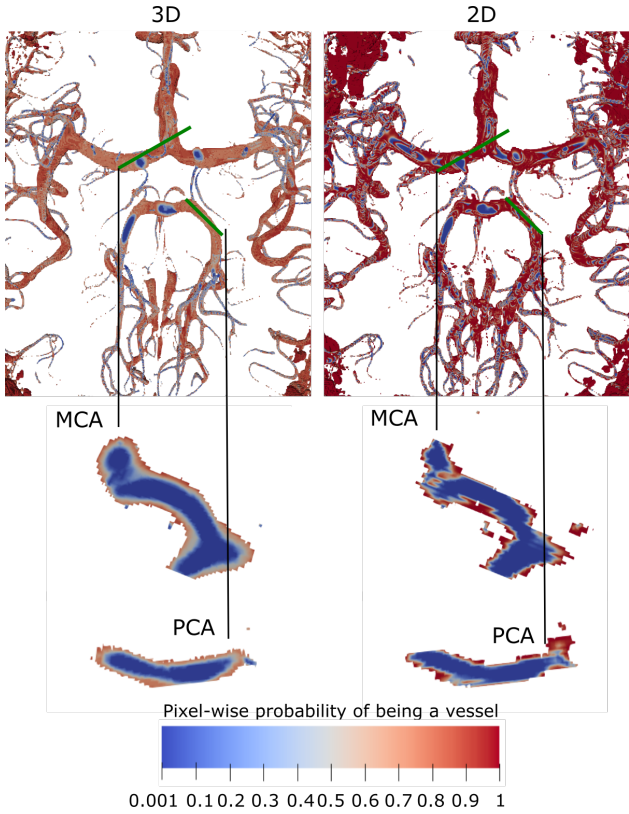 3D 2D
MCA MCA
PCA PCA
Pixel-wise probability of being a vessel
0.001 0.1 0.2 0.3 0.4 0.5 0.6 0.7 0.8 0.9 1